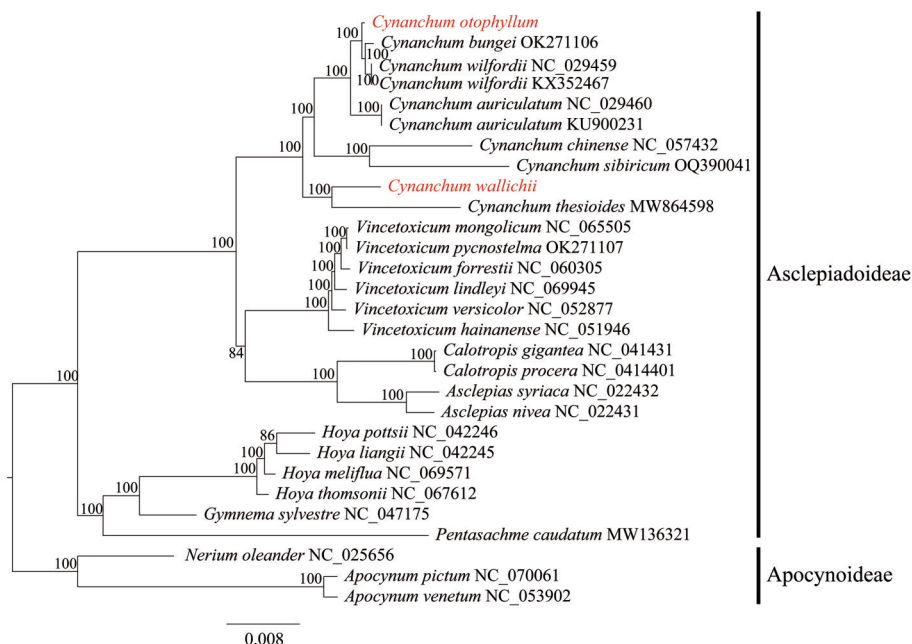 Cynanchum otophyllum
100
Cynanchum bungei OK271106
100
Cynanchum wilfordii NC_029459
100
100
Cynanchum wilfordii KX352467
100
Cynanchum auriculatum NC_029460
100
Cynanchum auriculatum KU900231
100
Cynanchum chinense NC_057432
100
Cynanchum sibiricum OQ390041
100
Cynanchum wallichii
100
Cynanchum thesioides MW864598
Vincetoxicum mongolicum NC_065505
100
Vincetoxicum pycnostelma OK271107
100
100
Vincetoxicum forrestii NC_060305
100
Vincetoxicum lindleyi NC_069945
100
Vincetoxicum versicolor NC_052877
100
Vincetoxicum hainanense NC_051946
84
Calotropis gigantea NC_041431
100
Calotropis procera NC_0414401
100
Asclepias syriaca NC_022432
100
Asclepias nivea NC_022431
100
Hoya pottsii NC_042246
86
Hoya liangii NC_042245
100
Hoya meliflua NC_069571
100
Hoya thomsonii NC_067612
100
Gymnema sylvestre NC_047175
100
Pentasachme caudatum MW136321
Nerium oleander NC_025656
100
Apocynum pictum NC_070061
100
Apocynum venetum NC_053902
Asclepiadoideae
Apocynoideae
0.008